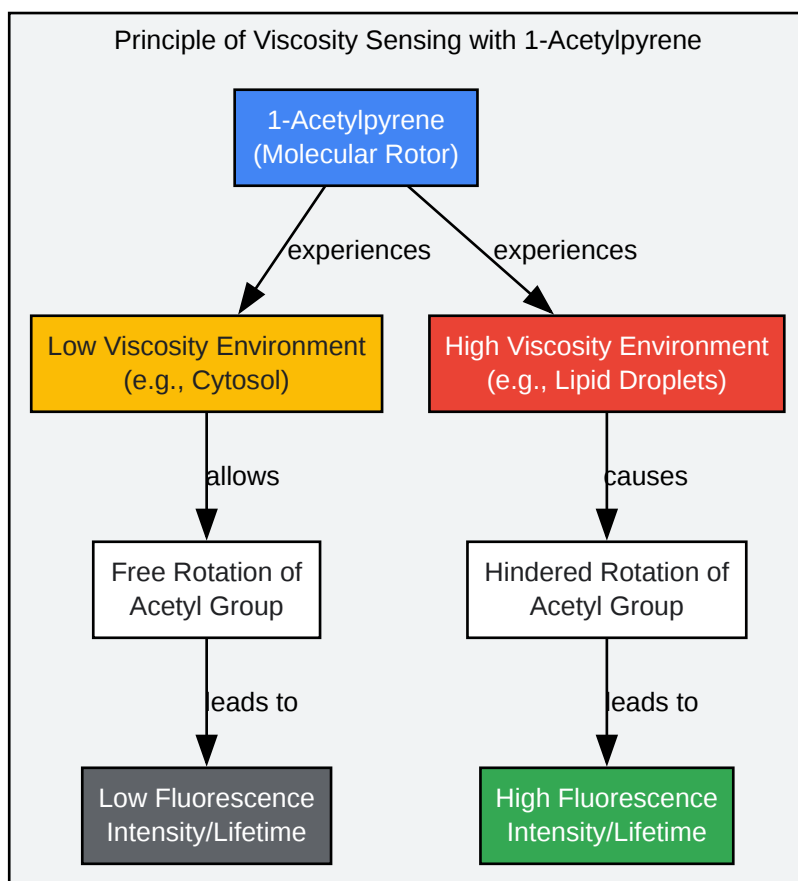 Principle of Viscosity Sensing with 1-Acetylpyrene
1-Acetylpyrene
(Molecular Rotor)
experiences
experiences
Low Viscosity Environment
(e.g., Cytosol)
High Viscosity Environment
(e.g., Lipid Droplets)
allows
causes
Free Rotation of
Acetyl Group
Hindered Rotation of
Acetyl Group
leads to
leads to
Low Fluorescence
Intensity/Lifetime
High Fluorescence
Intensity/Lifetime